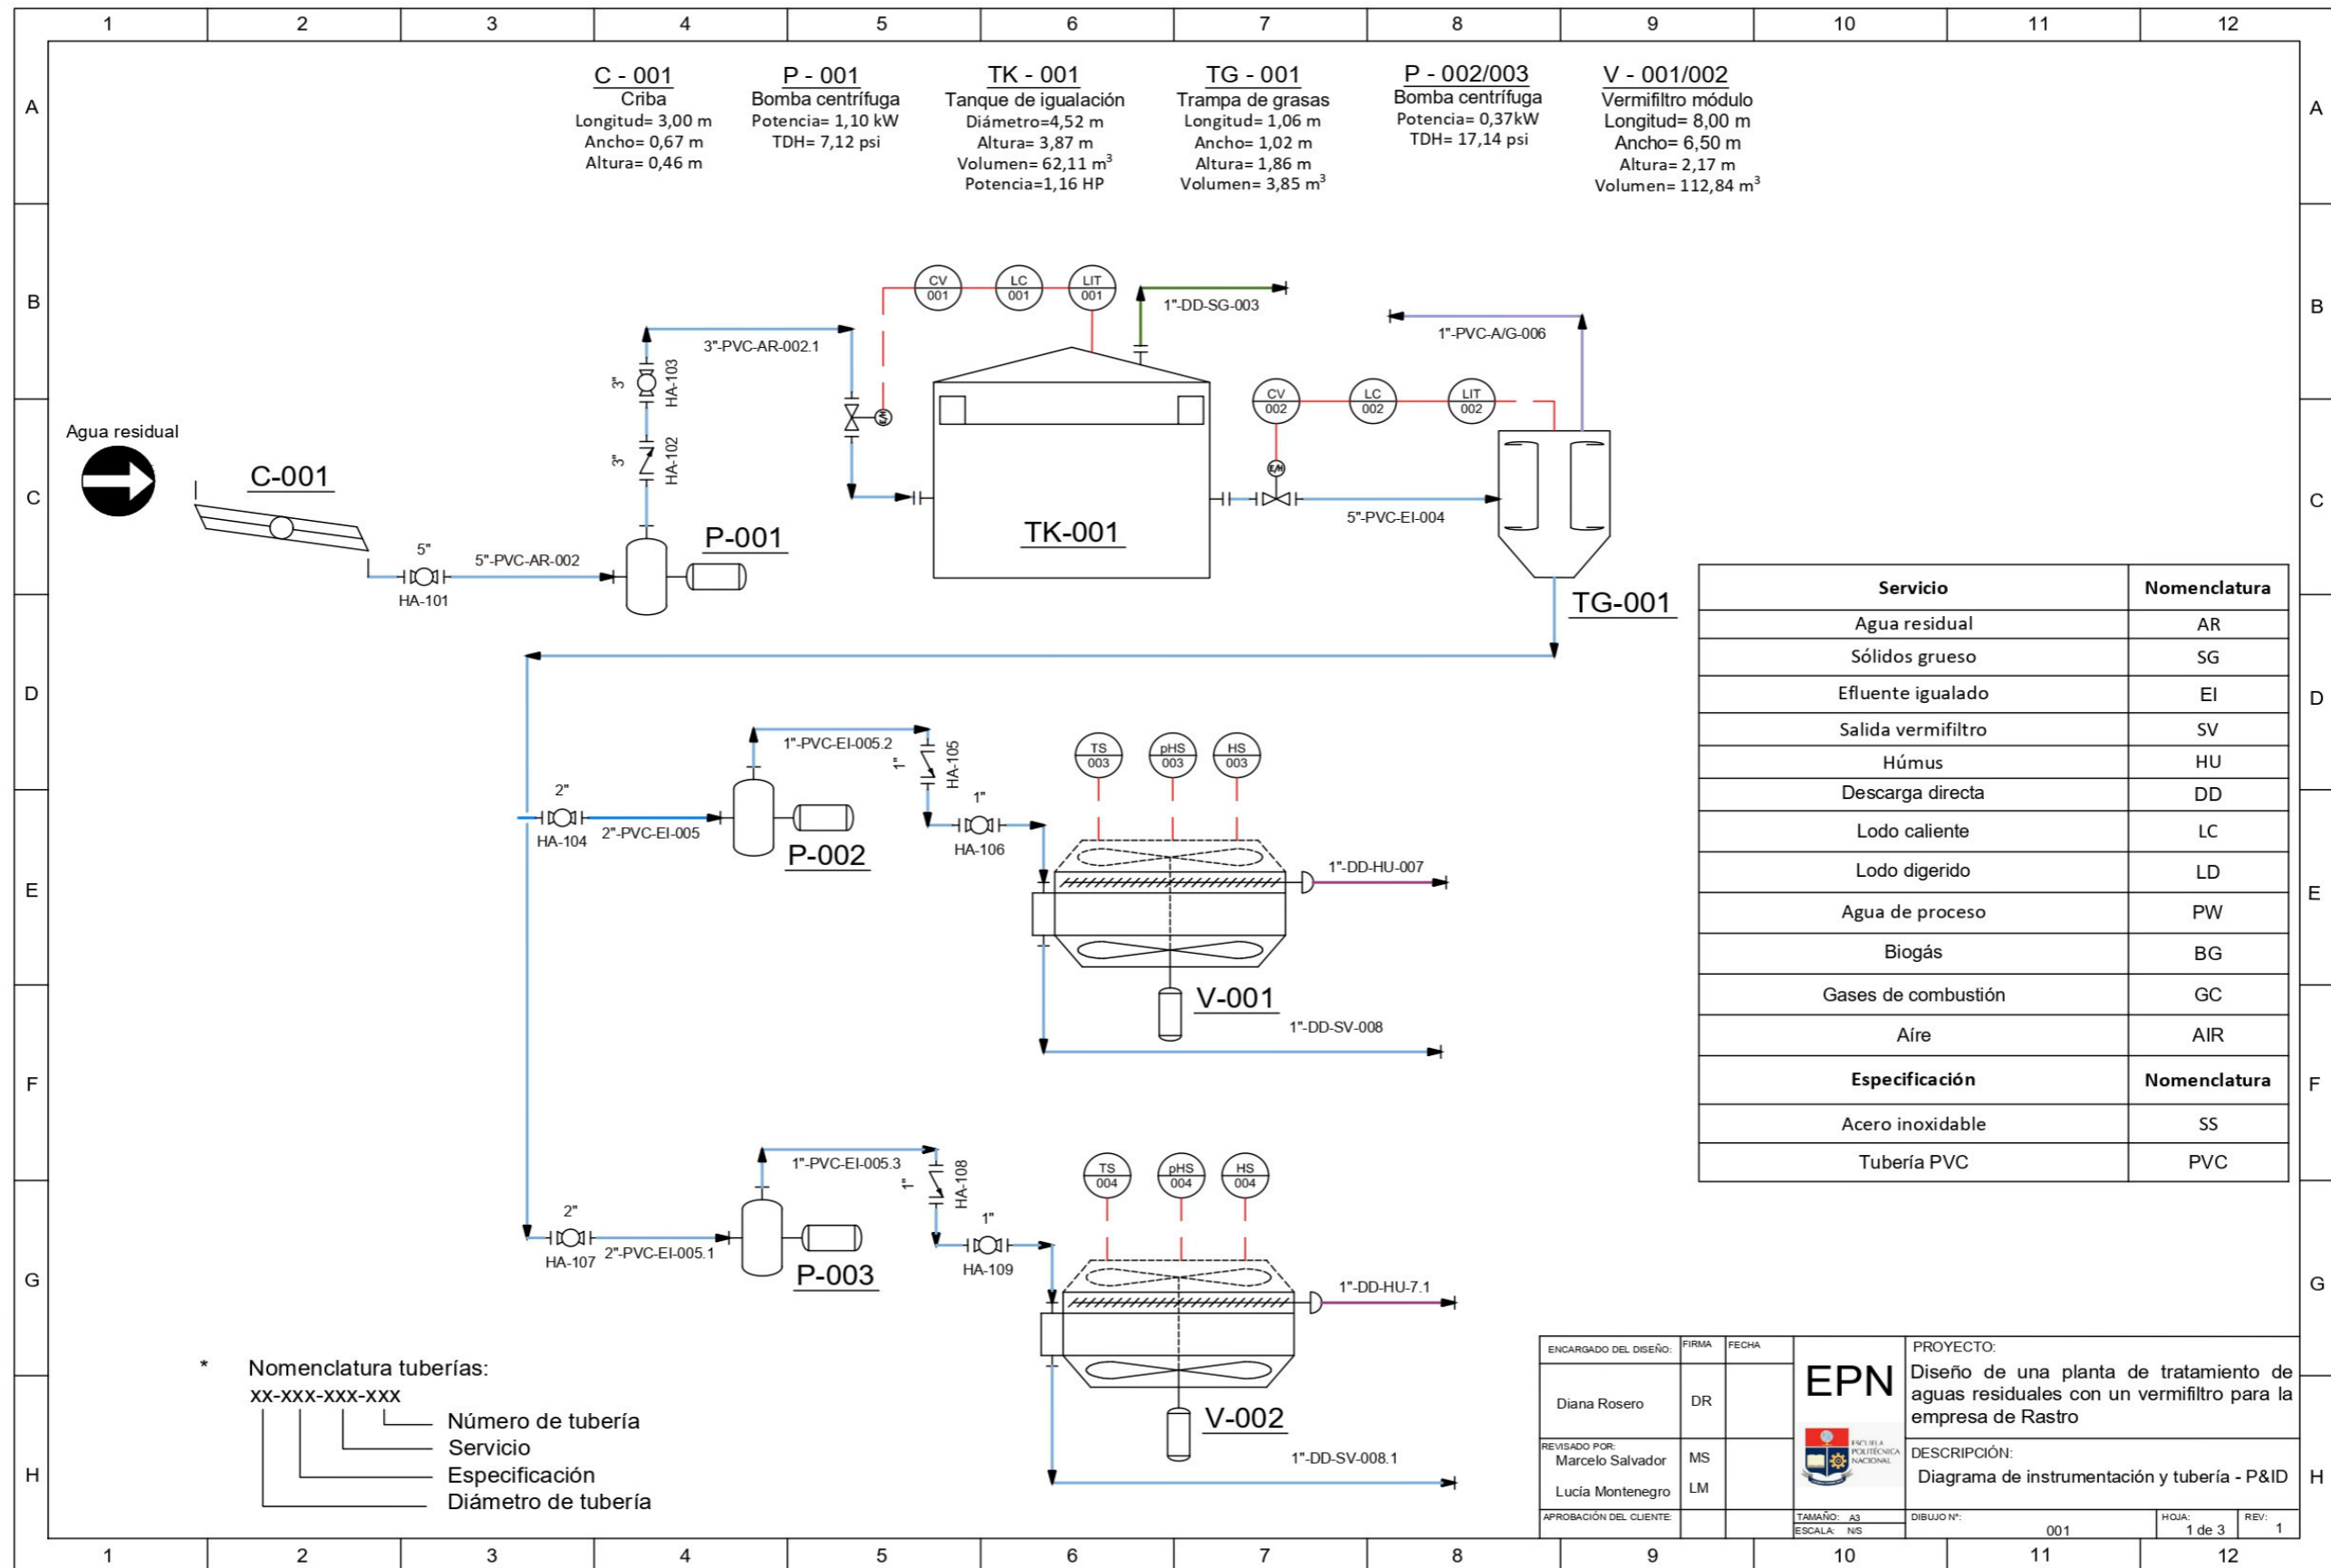 1 2 3 4 5 6 7 8 9 10 11 12
A A
B B
C C
D D
E E
F F
G G
H H
C - 001
Criba
Longitud= 3,00 m
Ancho= 0,67 m
Altura= 0,46 m
P - 001
Bomba centrífuga
Potencia= 1,10 kW
TDH= 7,12 psi
TK - 001
Tanque de igualación
Diámetro=4,52 m
Altura= 3,87 m
Volumen= 62,11 m³
Potencia=1,16 HP
TG - 001
Trampa de grasas
Longitud= 1,06 m
Ancho= 1,02 m
Altura= 1,86 m
Volumen= 3,85 m³
P - 002/003
Bomba centrífuga
Potencia= 0,37kW
TDH= 17,14 psi
V - 001/002
Vermifiltro módulo
Longitud= 8,00 m
Ancho= 6,50 m
Altura= 2,17 m
Volumen= 112,84 m³
CV 001
LC 001
LIT 001
1"-DD-SG-003
1"-PVC-A/G-006
3"-PVC-AR-002.1
3"
HA-103
3"
HA-102
E/H
CV 002
LC 002
LIT 002
E/H
Agua residual
C-001
5"
HA-101
5"-PVC-AR-002
P-001
TK-001
5"-PVC-EI-004
TG-001
1"-PVC-EI-005.2
1"
HA-105
TS 003
pHS 003
HS 003
2"
HA-104
2"-PVC-EI-005
P-002
1"
HA-106
1"-DD-HU-007
V-001
1"-DD-SV-008
1"-PVC-EI-005.3
1"
HA-108
TS 004
pHS 004
HS 004
2"
HA-107
2"-PVC-EI-005.1
P-003
1"
HA-109
1"-DD-HU-7.1
V-002
1"-DD-SV-008.1
Servicio Nomenclatura
Agua residual AR
Sólidos grueso SG
Efluente igualado EI
Salida vermifiltro SV
Húmus HU
Descarga directa DD
Lodo caliente LC
Lodo digerido LD
Agua de proceso PW
Biogás BG
Gases de combustión GC
Aíre AIR
Especificación Nomenclatura
Acero inoxidable SS
Tubería PVC PVC
* Nomenclatura tuberías:
xx-xxx-xxx-xxx
Número de tubería
Servicio
Especificación
Diámetro de tubería
ENCARGADO DEL DISEÑO: FIRMA FECHA
Diana Rosero DR
REVISADO POR:
Marcelo Salvador MS
Lucía Montenegro LM
APROBACIÓN DEL CLIENTE:
EPN
ESCUELA
POLITÉCNICA
NACIONAL
TAMAÑO: A3
ESCALA: N/S
PROYECTO:
Diseño de una planta de tratamiento de
aguas residuales con un vermifiltro para la
empresa de Rastro
DESCRIPCIÓN:
Diagrama de instrumentación y tubería - P&ID
DIBUJO N°: 001
HOJA: 1 de 3
REV: 1
1 2 3 4 5 6 7 8 9 10 11 12